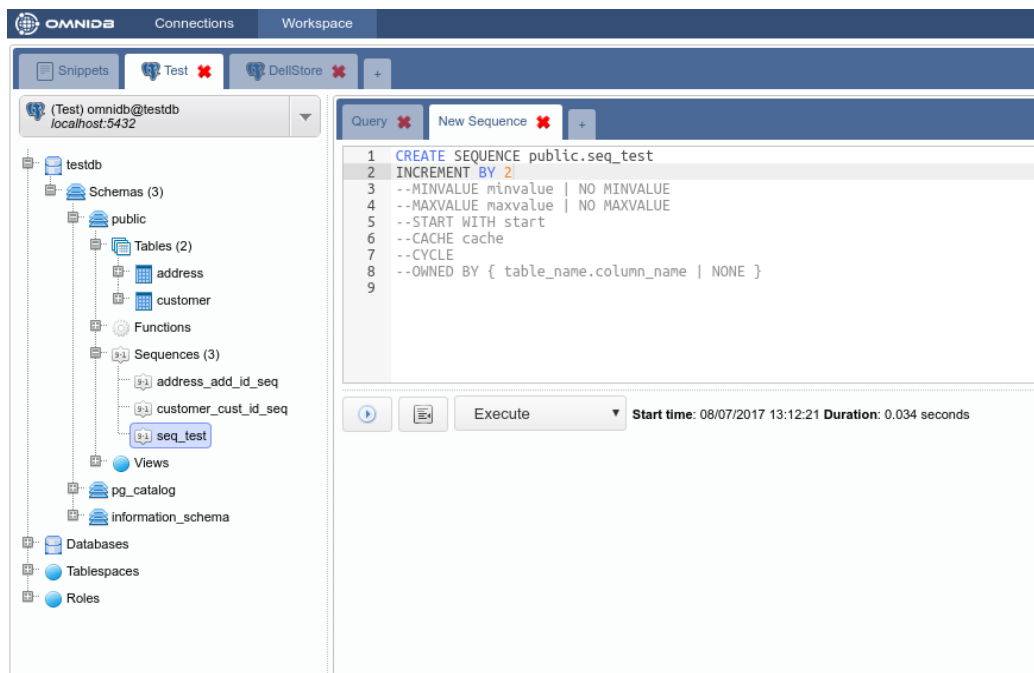 OMNIDB Connections Workspace
Snippets Test DellStore +
(Test) omnidb@testdb
localhost:5432
testdb
Schemas (3)
public
Tables (2)
address
customer
Functions
Sequences (3)
address_add_id_seq
customer_cust_id_seq
seq_test
Views
pg_catalog
information_schema
Databases
Tablespaces
Roles
Query New Sequence +
1 CREATE SEQUENCE public.seq_test
2 INCREMENT BY 2
3 --MINVALUE minvalue | NO MINVALUE
4 --MAXVALUE maxvalue | NO MAXVALUE
5 --START WITH start
6 --CACHE cache
7 --CYCLE
8 --OWNED BY { table_name.column_name | NONE }
9
Execute Start time: 08/07/2017 13:12:21 Duration: 0.034 seconds